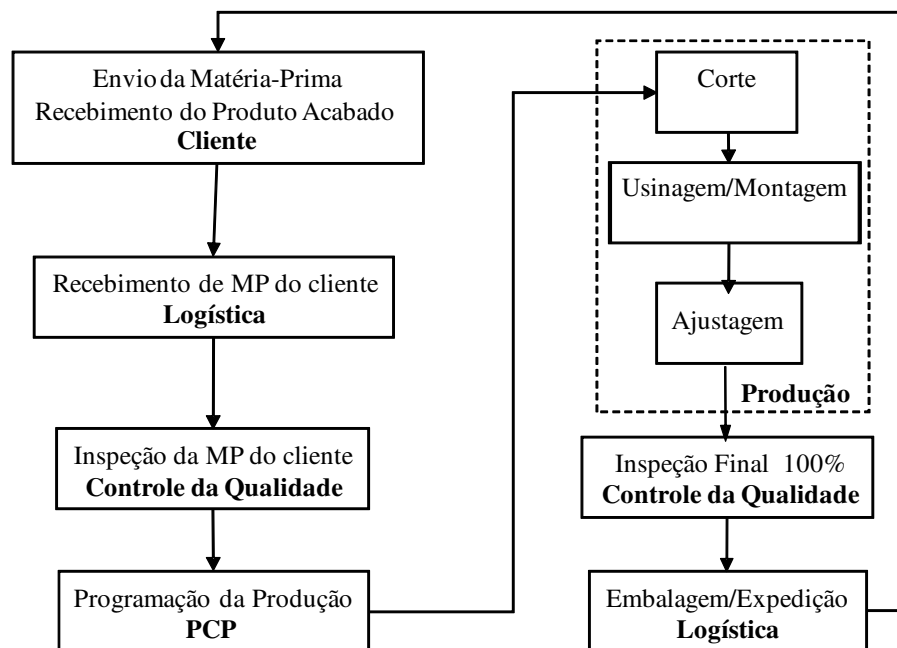 Envio da Matéria-Prima
Recebimento do Produto Acabado
Cliente
Recebimento de MP do cliente
Logística
Inspeção da MP do cliente
Controle da Qualidade
Programação da Produção
PCP
Corte
Usinagem/Montagem
Ajustagem
Produção
Inspeção Final 100%
Controle da Qualidade
Embalagem/Expedição
Logística